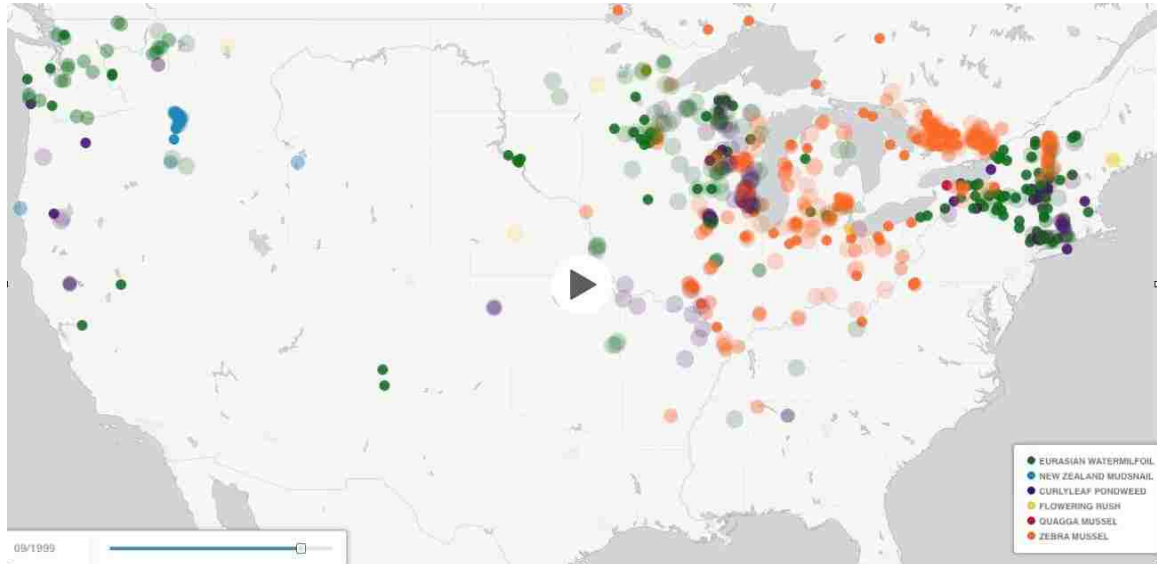 EURASIAN WATERMILFOIL
NEW ZEALAND MUDSNAIL
CURLYLEAF PONDWEED
FLOWERING RUSH
QUAGGA MUSSEL
ZEBRA MUSSEL
09/1999